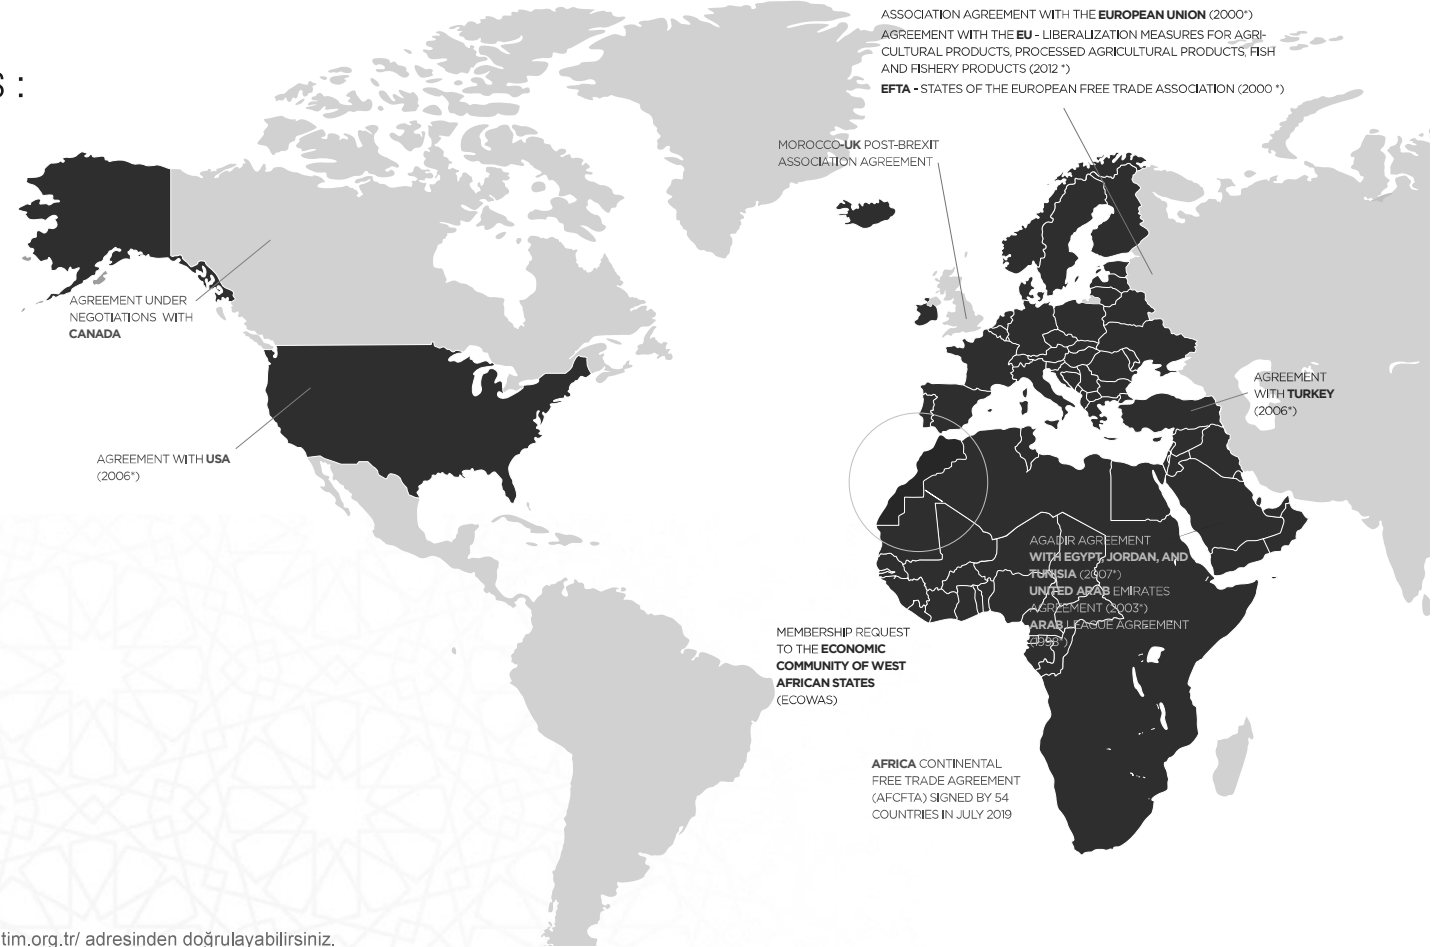 S :
ASSOCIATION AGREEMENT WITH THE EUROPEAN UNION (2000*)
AGREEMENT WITH THE EU - LIBERALIZATION MEASURES FOR AGRI-
CULTURAL PRODUCTS, PROCESSED AGRICULTURAL PRODUCTS, FISH
AND FISHERY PRODUCTS (2012 *)
EFTA - STATES OF THE EUROPEAN FREE TRADE ASSOCIATION (2000 *)
MOROCCO-UK POST-BREXIT
ASSOCIATION AGREEMENT
AGREEMENT UNDER
NEGOTIATIONS WITH
CANADA
AGREEMENT
WITH TURKEY
(2006*)
AGREEMENT WITH USA
(2006*)
AGADIR AGREEMENT
WITH EGYPT, JORDAN, AND
TUNISIA (2007*)
UNITED ARAB EMIRATES
AGREEMENT (2003*)
ARAB LEAGUE AGREEMENT
(1998*)
MEMBERSHIP REQUEST
TO THE ECONOMIC
COMMUNITY OF WEST
AFRICAN STATES
(ECOWAS)
AFRICA CONTINENTAL
FREE TRADE AGREEMENT
(AFCFTA) SIGNED BY 54
COUNTRIES IN JULY 2019
tim.org.tr/ adresinden doğrulayabilirsiniz.